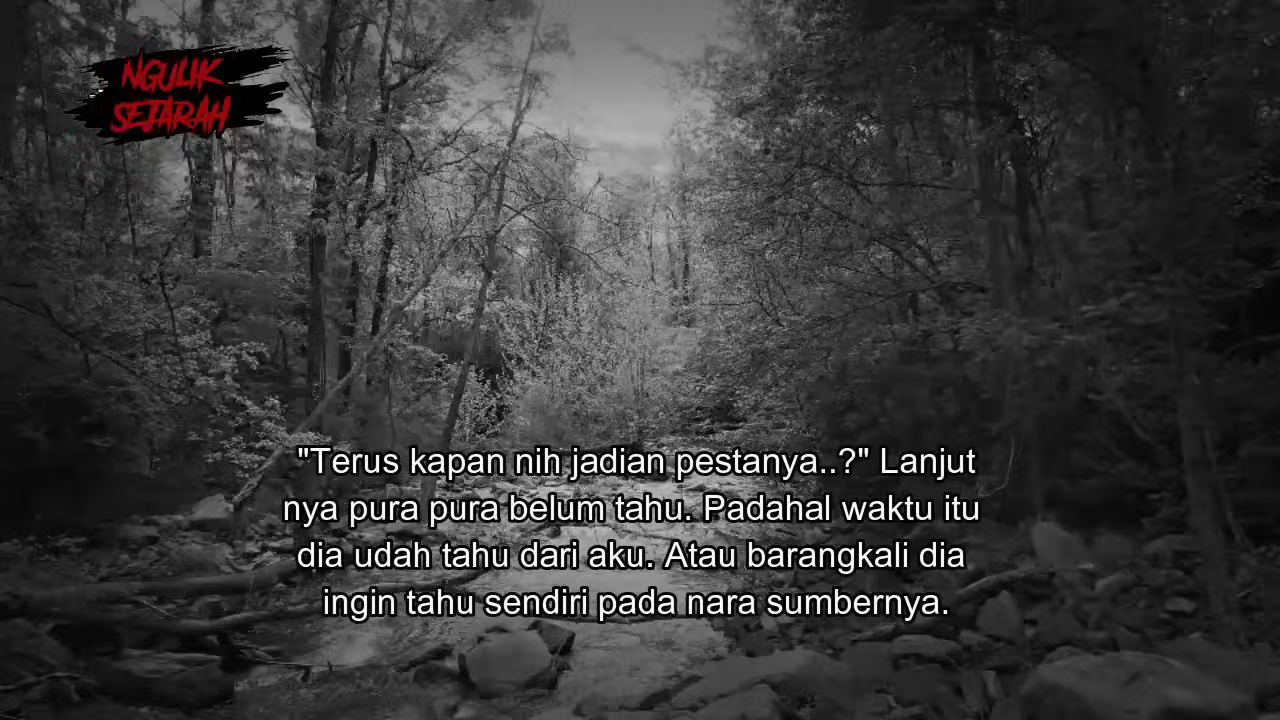 NGULIK
SEJARAH
"Terus kapan nih jadian pestanya..?" Lanjut
nya pura pura belum tahu. Padahal waktu itu
dia udah tahu dari aku. Atau barangkali dia
ingin tahu sendiri pada nara sumbernya.